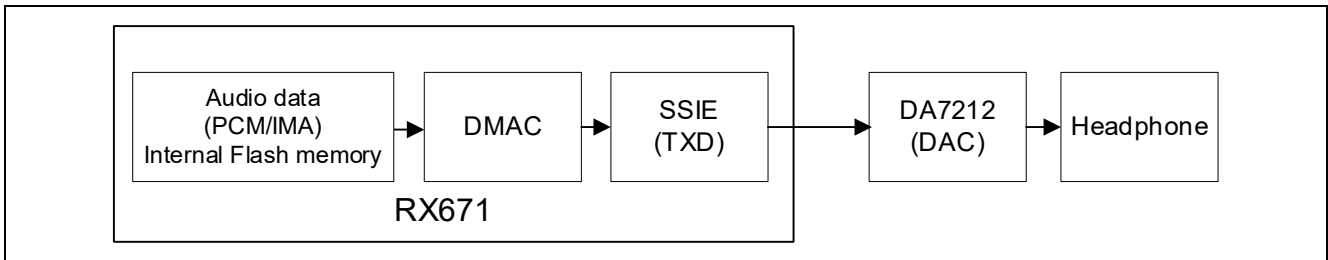 Audio data
(PCM/IMA)
Internal Flash memory
DMAC
SSIE
(TXD)
DA7212
(DAC)
Headphone
RX671